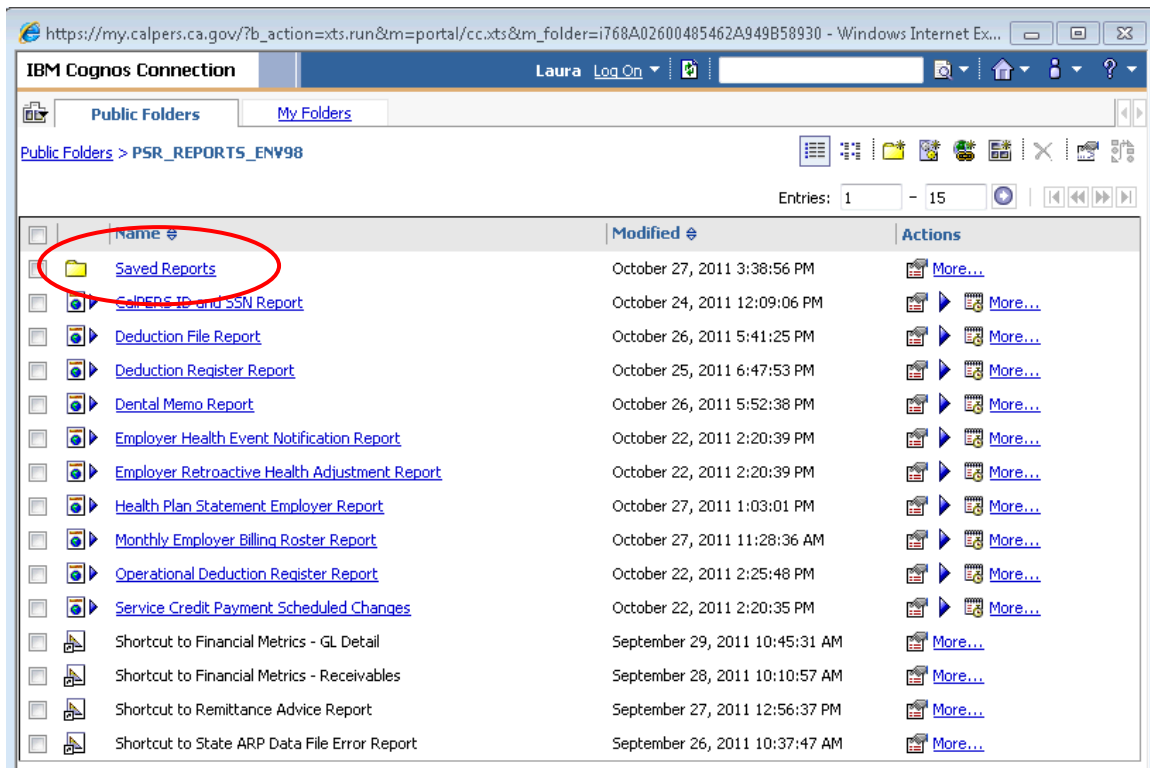 https://my.calpers.ca.gov/?b_action=xts.run&m=portal/cc.xts&m_folder=i768A02600485462A949B58930 - Windows Internet Ex...
IBM Cognos Connection Laura Log On
Public Folders My Folders
Public Folders > PSR_REPORTS_ENV98
Entries: 1 - 15
Name Modified Actions
Saved Reports October 27, 2011 3:38:56 PM More...
CalPERS ID and SSN Report October 24, 2011 12:09:06 PM More...
Deduction File Report October 26, 2011 5:41:25 PM More...
Deduction Register Report October 25, 2011 6:47:53 PM More...
Dental Memo Report October 26, 2011 5:52:38 PM More...
Employer Health Event Notification Report October 22, 2011 2:20:39 PM More...
Employer Retroactive Health Adjustment Report October 22, 2011 2:20:39 PM More...
Health Plan Statement Employer Report October 27, 2011 1:03:01 PM More...
Monthly Employer Billing Roster Report October 27, 2011 11:28:36 AM More...
Operational Deduction Register Report October 22, 2011 2:25:48 PM More...
Service Credit Payment Scheduled Changes October 22, 2011 2:20:35 PM More...
Shortcut to Financial Metrics - GL Detail September 29, 2011 10:45:31 AM More...
Shortcut to Financial Metrics - Receivables September 28, 2011 10:10:57 AM More...
Shortcut to Remittance Advice Report September 27, 2011 12:56:37 PM More...
Shortcut to State ARP Data File Error Report September 26, 2011 10:37:47 AM More...